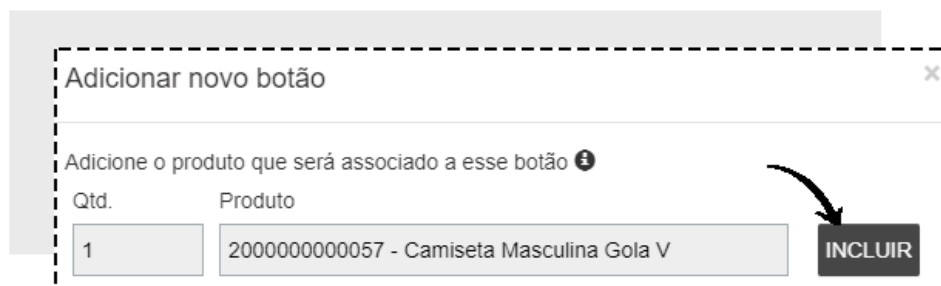 Adicionar novo botão ×
Adicione o produto que será associado a esse botão
Qtd. Produto
1 2000000000057 - Camiseta Masculina Gola V INCLUIR